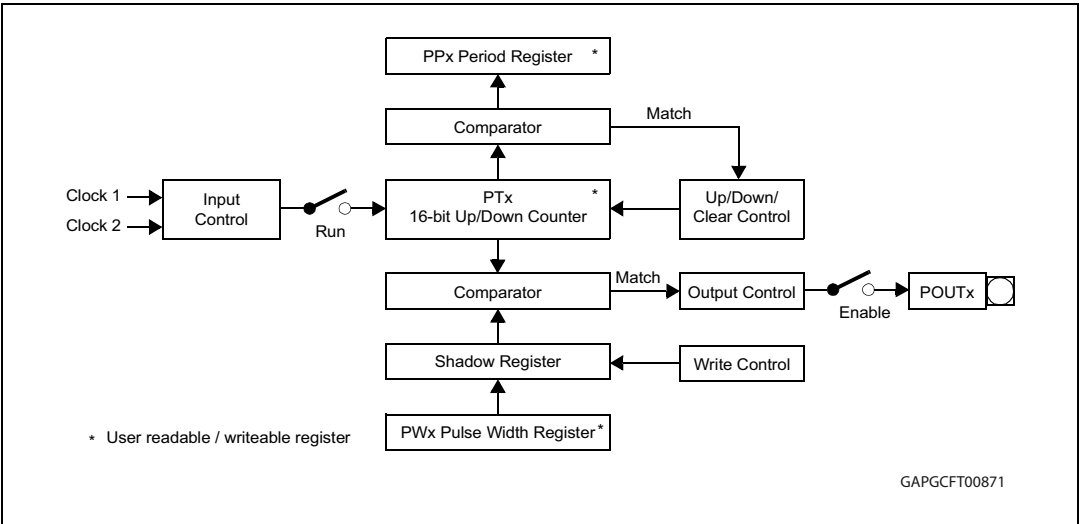 PPx Period Register *
Comparator
Match
Clock 1
Clock 2
Input
Control
Run
PTx *
16-bit Up/Down Counter
Up/Down/
Clear Control
Comparator
Match
Output Control
Enable
POUTx
Shadow Register
Write Control
PWx Pulse Width Register*
* User readable / writeable register
GAPGCFT00871